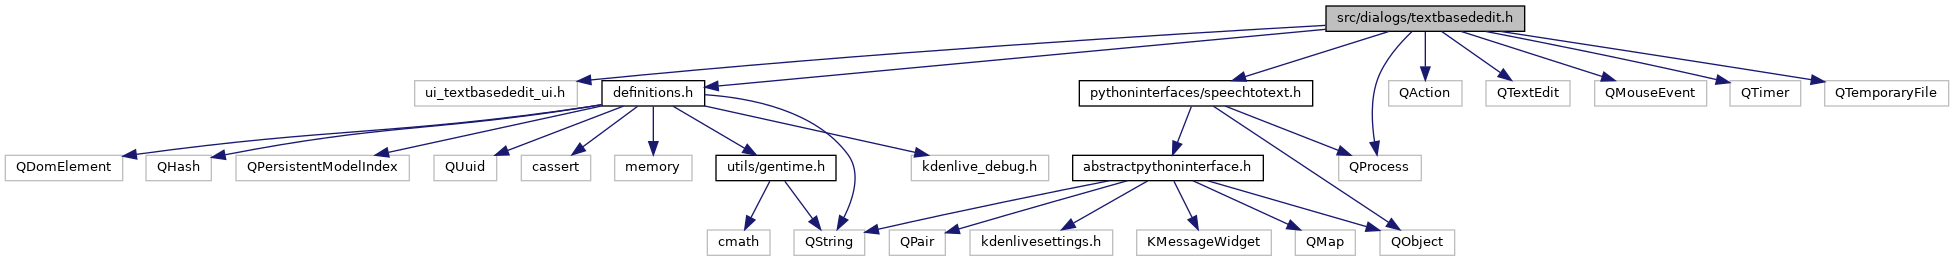 src/dialogs/textbasededit.h
ui_textbasededit_ui.h
definitions.h
pythoninterfaces/speechtotext.h
QAction
QTextEdit
QMouseEvent
QTimer
QTemporaryFile
QDomElement
QHash
QPersistentModelIndex
QUuid
cassert
memory
utils/gentime.h
kdenlive_debug.h
abstractpythoninterface.h
QProcess
cmath
QString
QPair
kdenlivesettings.h
KMessageWidget
QMap
QObject